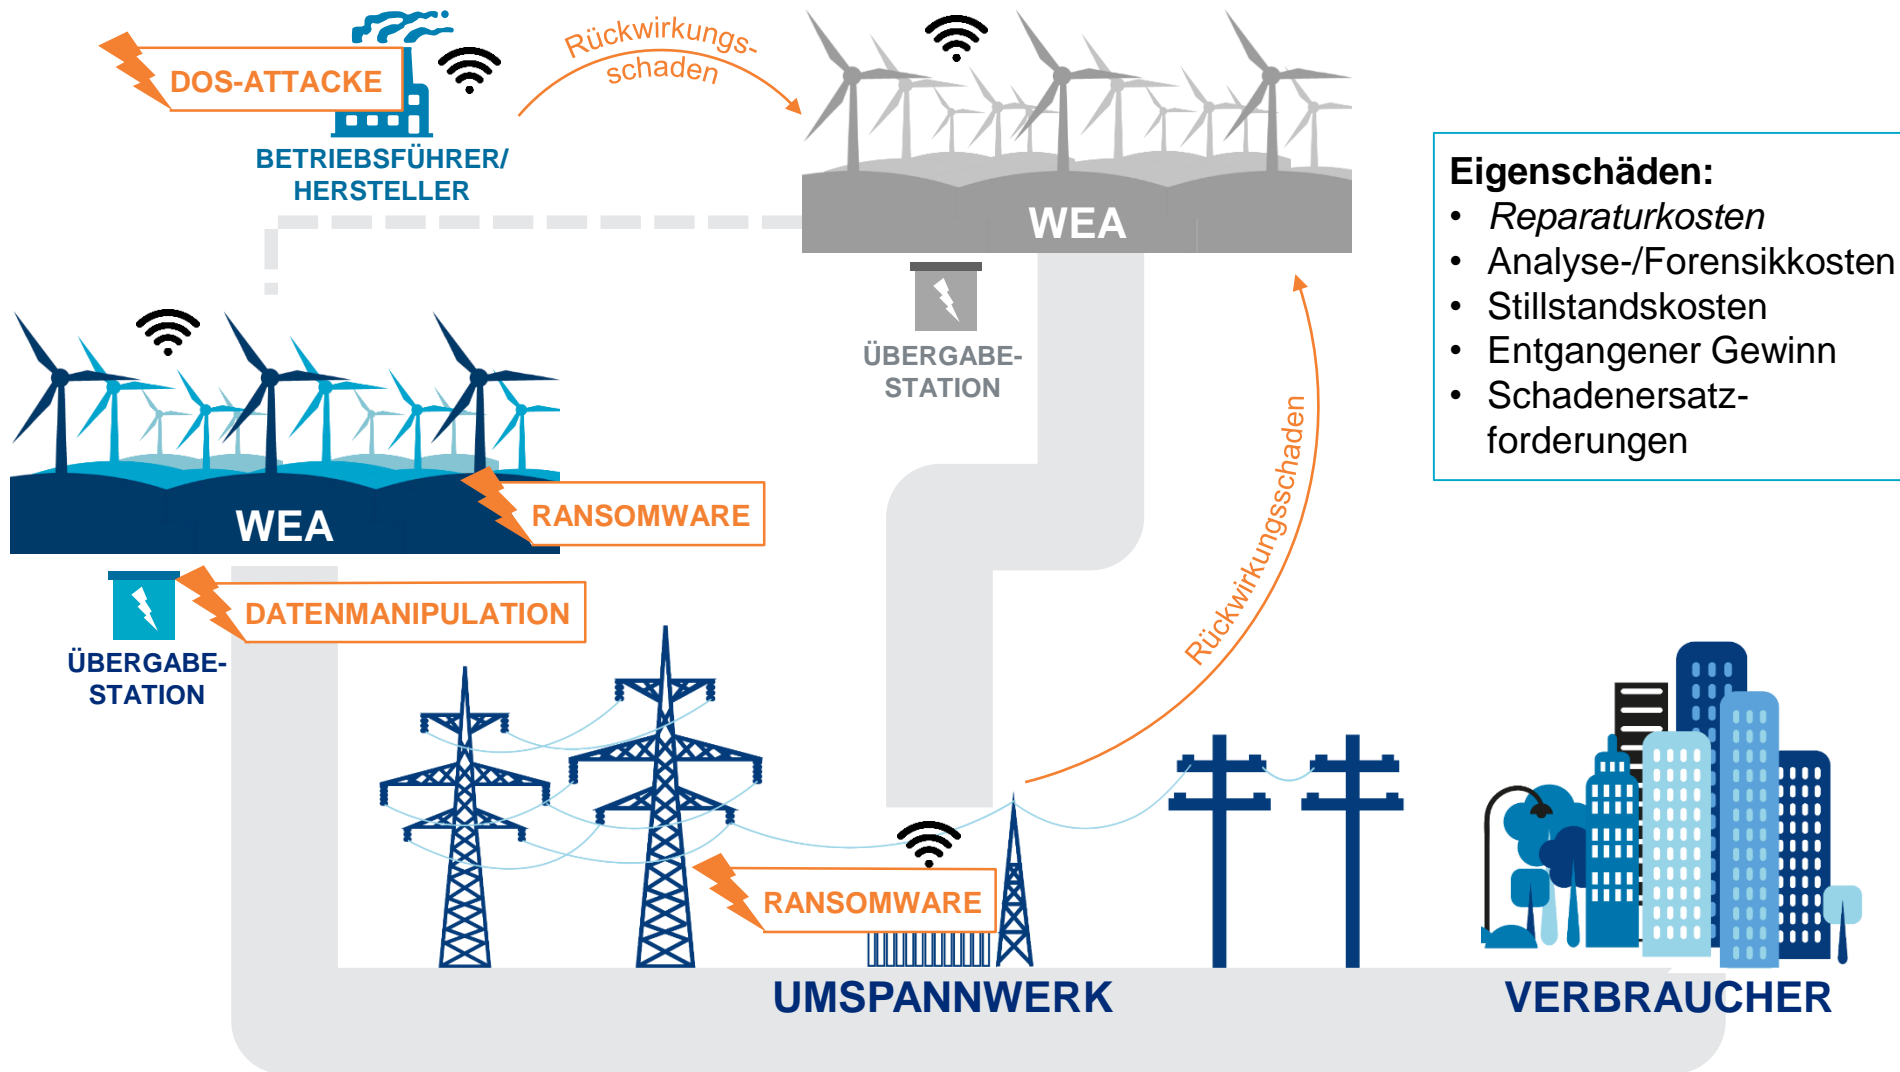 DOS-ATTACKE
BETRIEBSFÜHRER/
HERSTELLER
Rückwirkungs-
schaden
WEA
ÜBERGABE-
STATION
Eigenschäden:
• Reparaturkosten
• Analyse-/Forensikkosten
• Stillstandskosten
• Entgangener Gewinn
• Schadenersatz-
forderungen
WEA
RANSOMWARE
DATENMANIPULATION
ÜBERGABE-
STATION
Rückwirkungsschaden
RANSOMWARE
UMSPANNWERK
VERBRAUCHER